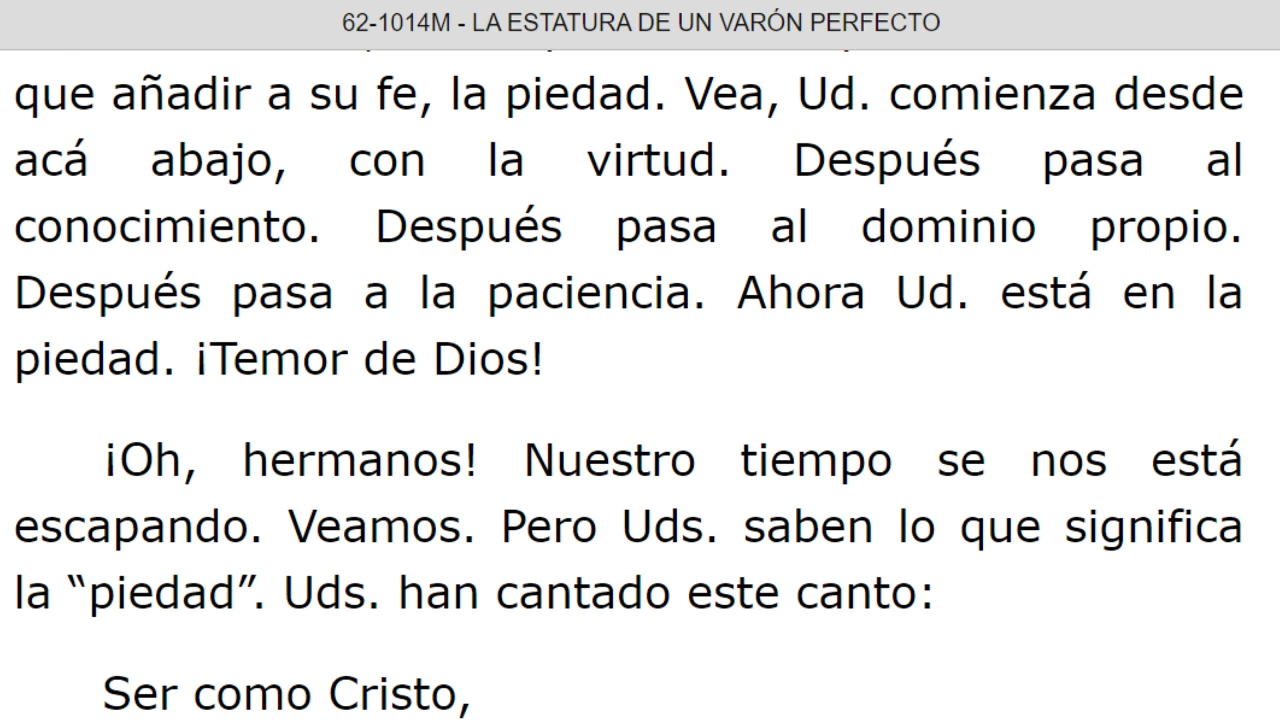 62-1014M - LA ESTATURA DE UN VARÓN PERFECTO
que añadir a su fe, la piedad. Vea, Ud. comienza desde
acá abajo, con la virtud. Después pasa al
conocimiento. Después pasa al dominio propio.
Después pasa a la paciencia. Ahora Ud. está en la
piedad. ¡Temor de Dios!
¡Oh, hermanos! Nuestro tiempo se nos está
escapando. Veamos. Pero Uds. saben lo que significa
la “piedad”. Uds. han cantado este canto:
Ser como Cristo,